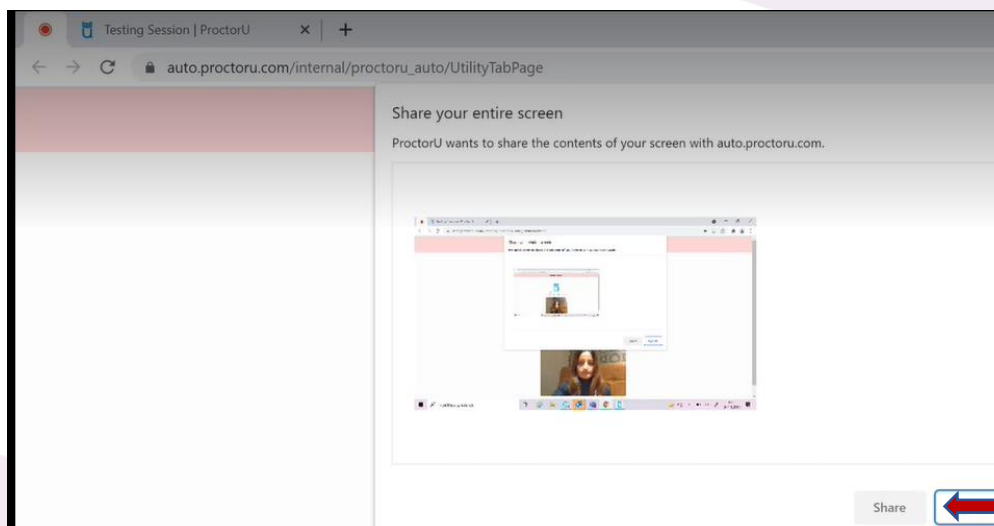 Testing Session | ProctorU
auto.proctoru.com/internal/proctoru_auto/UtilityTabPage
Share your entire screen
ProctorU wants to share the contents of your screen with auto.proctoru.com.
Share